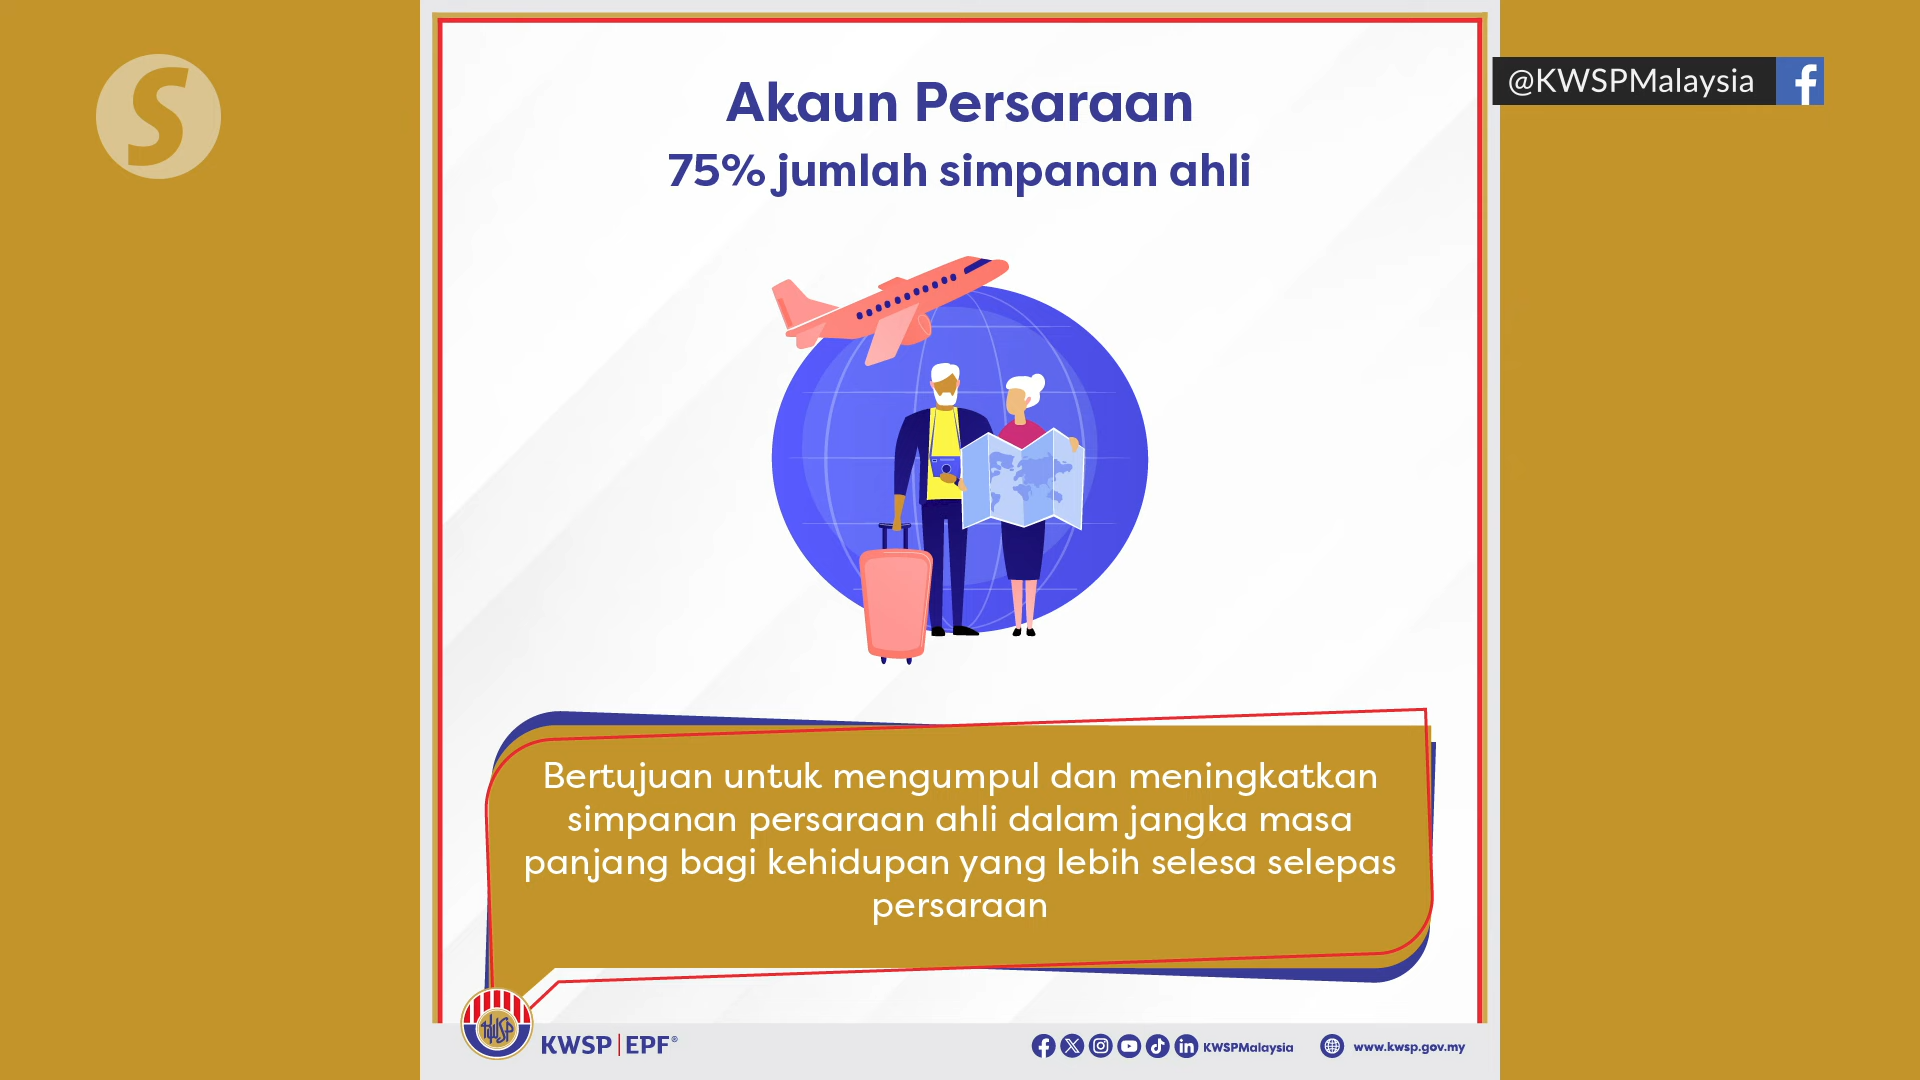 S
@KWSPMalaysia
Akaun Persaraan
75% jumlah simpanan ahli
Bertujuan untuk mengumpul dan meningkatkan
simpanan persaraan ahli dalam jangka masa
panjang bagi kehidupan yang lebih selesa selepas
persaraan
KWSP
KWSP | EPF®
KWSPMalaysia
www.kwsp.gov.my